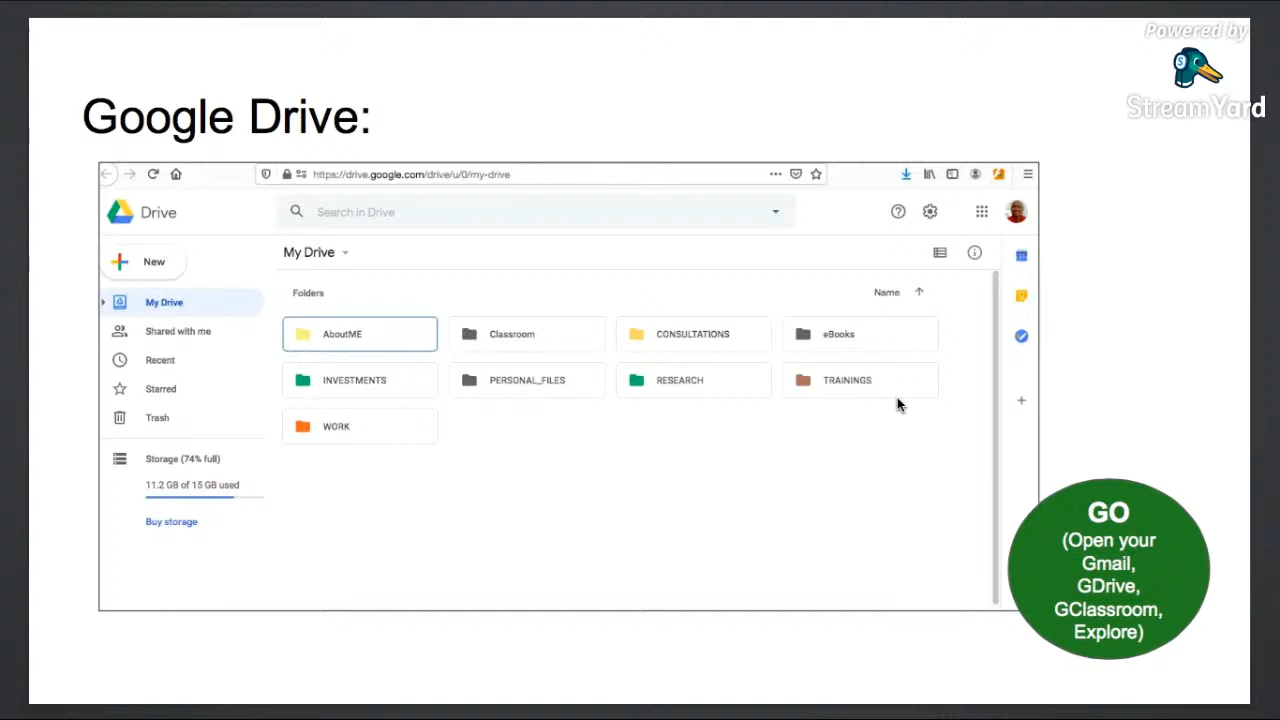 Powered by
StreamYard
Google Drive:
https://drive.google.com/drive/u/0/my-drive
Drive
Search in Drive
New
My Drive
Folders
Name
My Drive
Shared with me
Recent
Starred
Trash
Storage (74% full)
11.2 GB of 15 GB used
Buy storage
AboutME
Classroom
CONSULTATIONS
eBooks
INVESTMENTS
PERSONAL_FILES
RESEARCH
TRAININGS
WORK
GO
(Open your
Gmail,
GDrive,
GClassroom,
Explore)